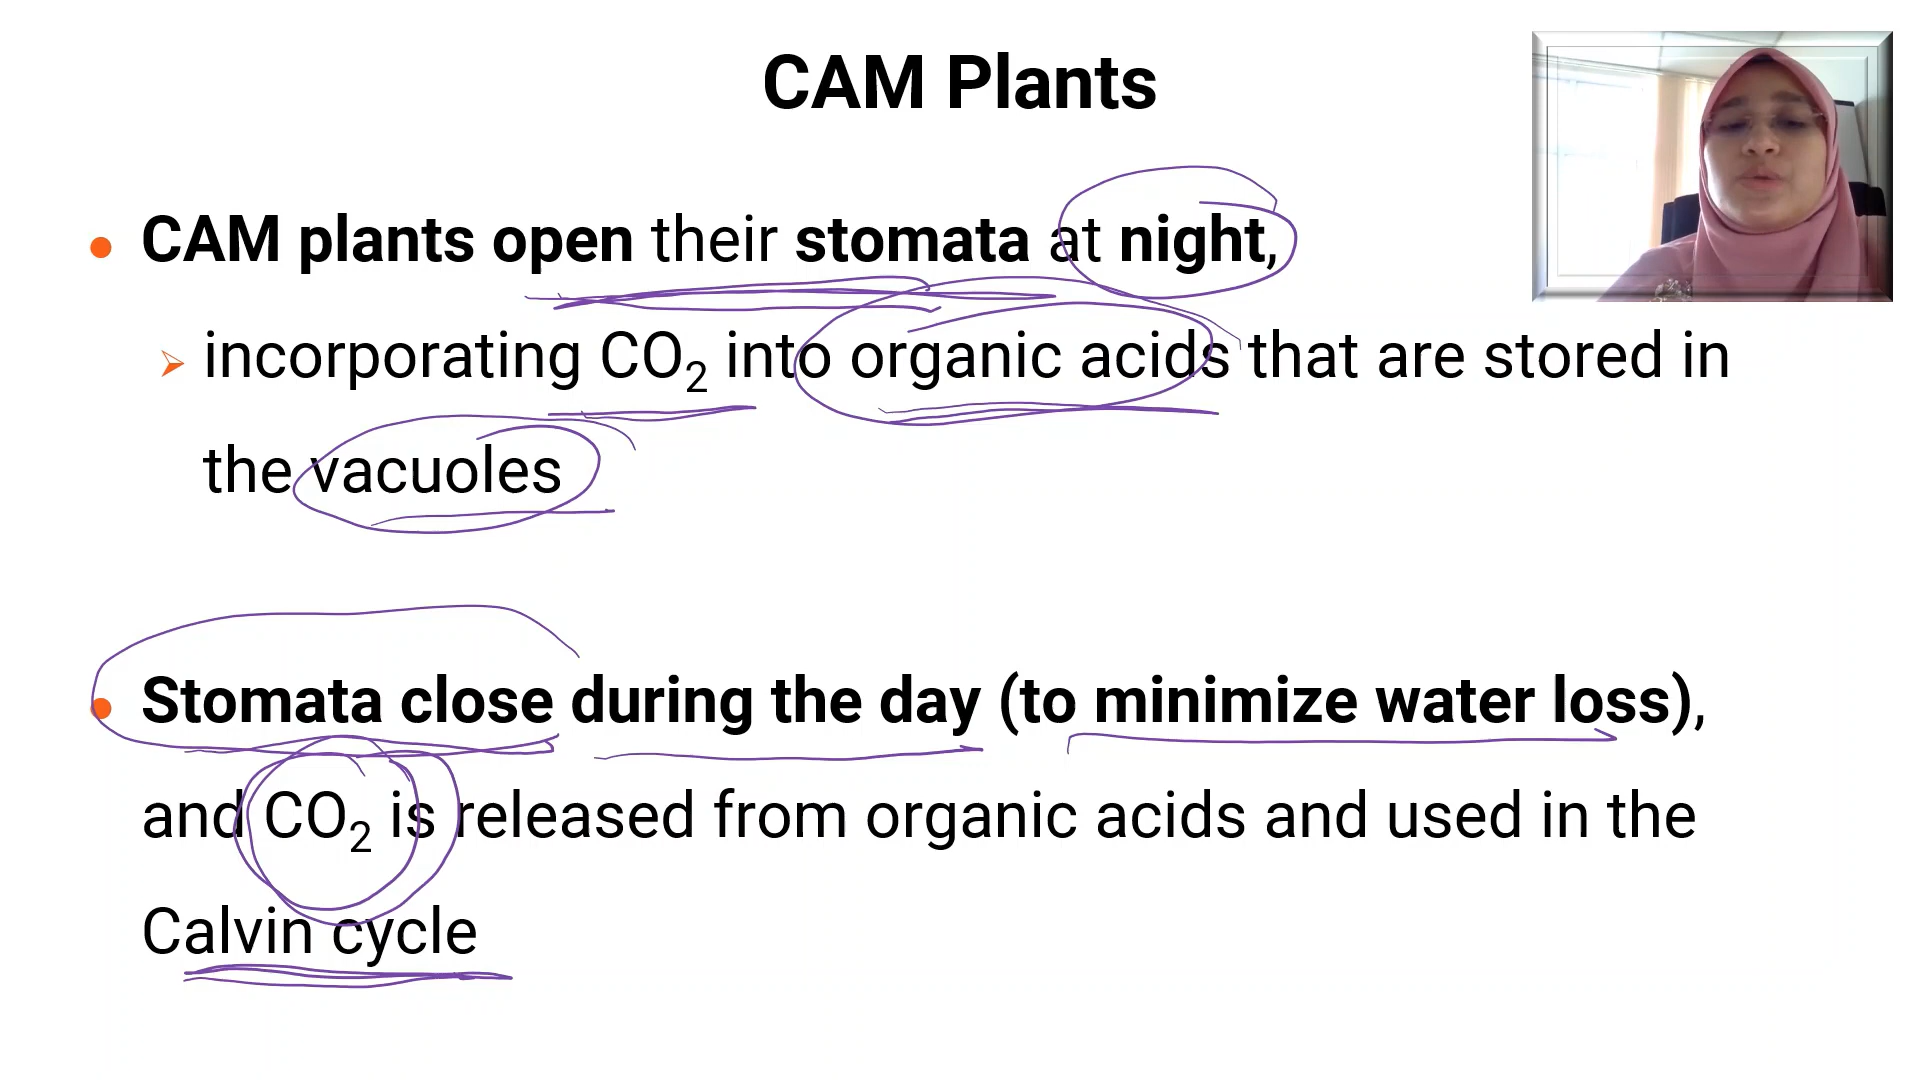 CAM Plants
CAM plants open their stomata at night,
incorporating CO₂ into organic acids that are stored in
the vacuoles
Stomata close during the day (to minimize water loss),
and CO₂ is released from organic acids and used in the
Calvin cycle